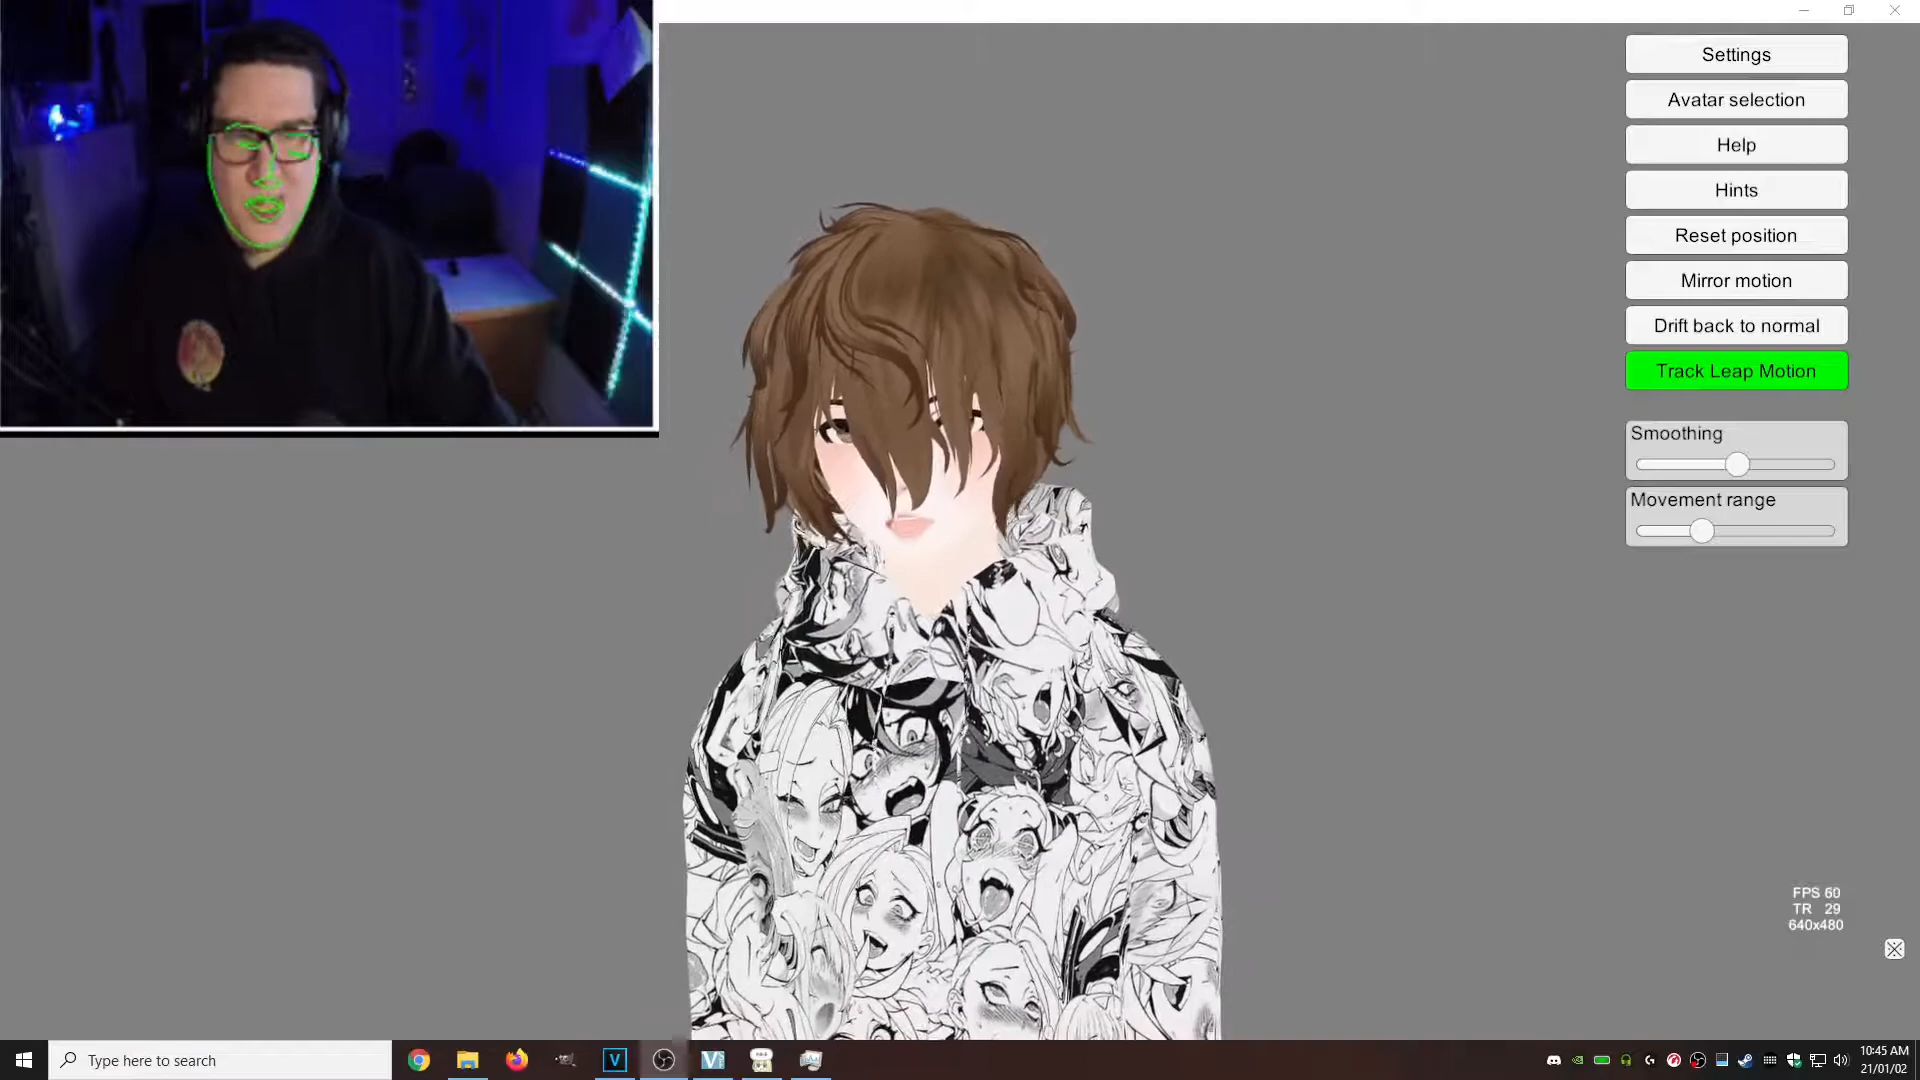 Settings
Avatar selection
Help
Hints
Reset position
Mirror motion
Drift back to normal
Track Leap Motion
Smoothing
Movement range
FPS 60
TR 29
640x480
Type here to search
10:45 AM
21/01/02